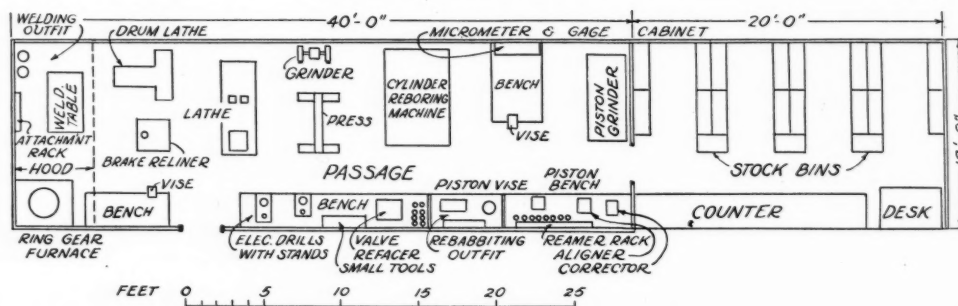 40'-0"
20'-0"
WELDING
OUTFIT
DRUM LATHE
MICROMETER & GAGE
CABINET
GRINDER
WELD.
TABLE
LATHE
PRESS
CYLINDER
REBORING
MACHINE
BENCH
VISE
PISTON
GRINDER
ATTACHM'NT
RACK
HOOD
BRAKE RELINER
STOCK BINS
PASSAGE
VISE
BENCH
BENCH
PISTON VISE
PISTON
BENCH
COUNTER
DESK
RING GEAR
FURNACE
ELEC. DRILLS
WITH STANDS
VALVE
REFACER
SMALL TOOLS
REBABBITING
OUTFIT
REAMER RACK
ALIGNER
CORRECTOR
FEET 0 5 10 15 20 25